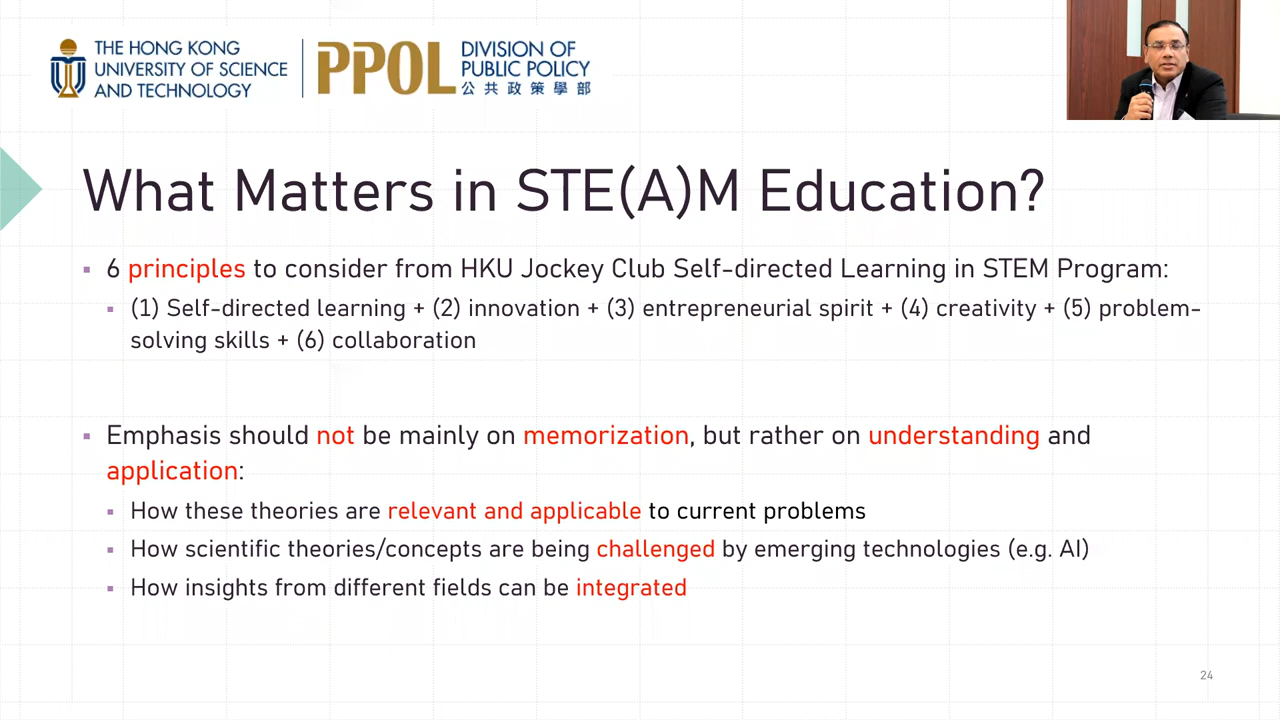 THE HONG KONG
UNIVERSITY OF SCIENCE
AND TECHNOLOGY
PPOL
DIVISION OF
PUBLIC POLICY
公共政策學部
What Matters in STE(A)M Education?
6 principles to consider from HKU Jockey Club Self-directed Learning in STEM Program:
(1) Self-directed learning + (2) innovation + (3) entrepreneurial spirit + (4) creativity + (5) problem-
solving skills + (6) collaboration
Emphasis should not be mainly on memorization, but rather on understanding and
application:
How these theories are relevant and applicable to current problems
How scientific theories/concepts are being challenged by emerging technologies (e.g. AI)
How insights from different fields can be integrated
24